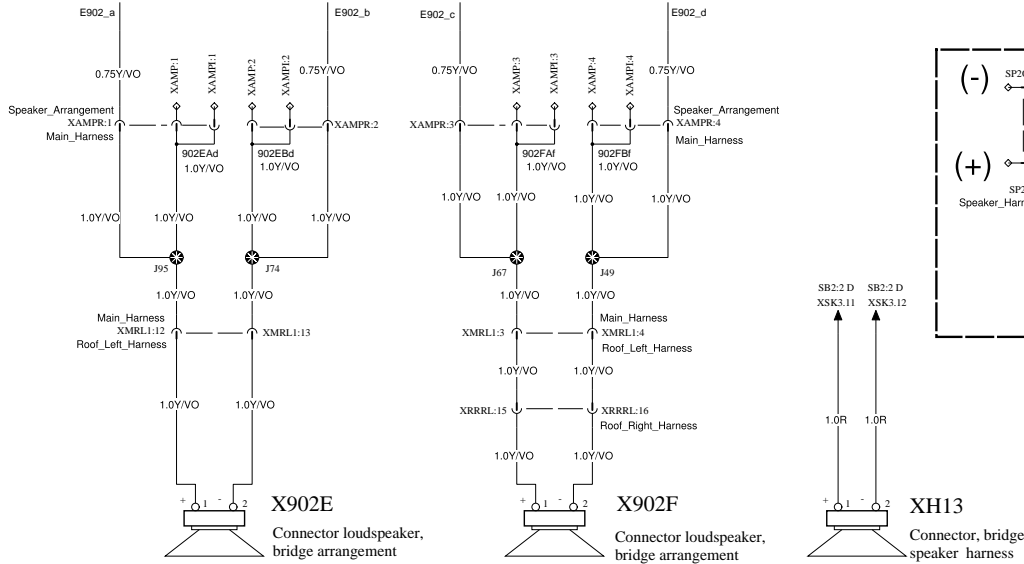 E902_a
E902_b
E902_c
E902_d
0.75Y/VO
XAMP:1
XAMPI:1
XAMP:2
XAMPI:2
0.75Y/VO
0.75Y/VO
XAMP:3
XAMPI:3
XAMP:4
XAMPI:4
0.75Y/VO
(-)
Speaker_Arrangement
XAMPR:1
Main_Harness
XAMPR:2
XAMPR:3
Speaker_Arrangement
XAMPR:4
Main_Harness
902EAd
1.0Y/VO
902EBd
1.0Y/VO
902FAf
1.0Y/VO
902FBf
1.0Y/VO
(+)
1.0Y/VO
1.0Y/VO
1.0Y/VO
1.0Y/VO
1.0Y/VO
1.0Y/VO
1.0Y/VO
1.0Y/VO
J95
J74
J67
J49
1.0Y/VO
1.0Y/VO
1.0Y/VO
1.0Y/VO
SB2:2 D
XSK3.11
SB2:2 D
XSK3.12
Main_Harness
XMRL1:12
Roof_Left_Harness
XMRL1:13
XMRL1:3
Main_Harness
XMRL1:4
Roof_Left_Harness
1.0Y/VO
1.0Y/VO
1.0Y/VO
1.0Y/VO
XRRRL:15
XRRRL:16
Roof_Right_Harness
1.0R
1.0R
1.0Y/VO
1.0Y/VO
+ 1 - 2
X902E
Connector loudspeaker,
bridge arrangement
+ 1 - 2
X902F
Connector loudspeaker,
bridge arrangement
+ 1 - 2
XH13
Connector, bridge
speaker harness